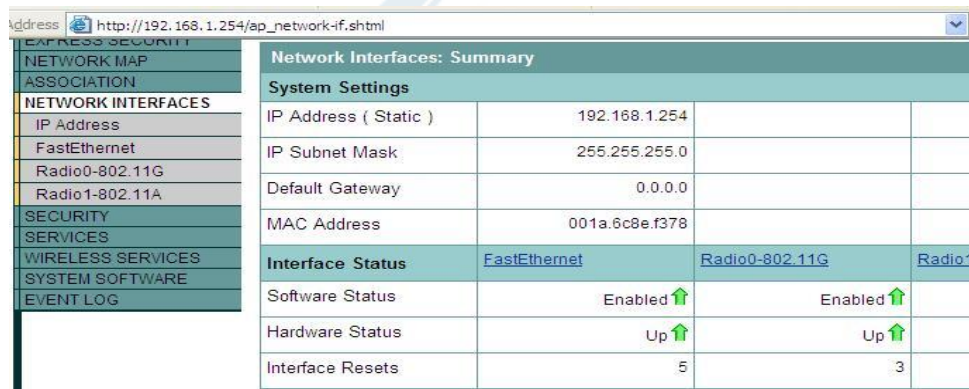 Address http://192.168.1.254/ap_network-if.shtml
EXPRESS SECURITY
NETWORK MAP
ASSOCIATION
NETWORK INTERFACES
IP Address
FastEthernet
Radio0-802.11G
Radio1-802.11A
SECURITY
SERVICES
WIRELESS SERVICES
SYSTEM SOFTWARE
EVENT LOG
Network Interfaces: Summary
System Settings
IP Address ( Static ) 192.168.1.254
IP Subnet Mask 255.255.255.0
Default Gateway 0.0.0.0
MAC Address 001a.6c8e.f378
Interface Status FastEthernet Radio0-802.11G Radio1
Software Status Enabled Enabled
Hardware Status Up Up
Interface Resets 5 3